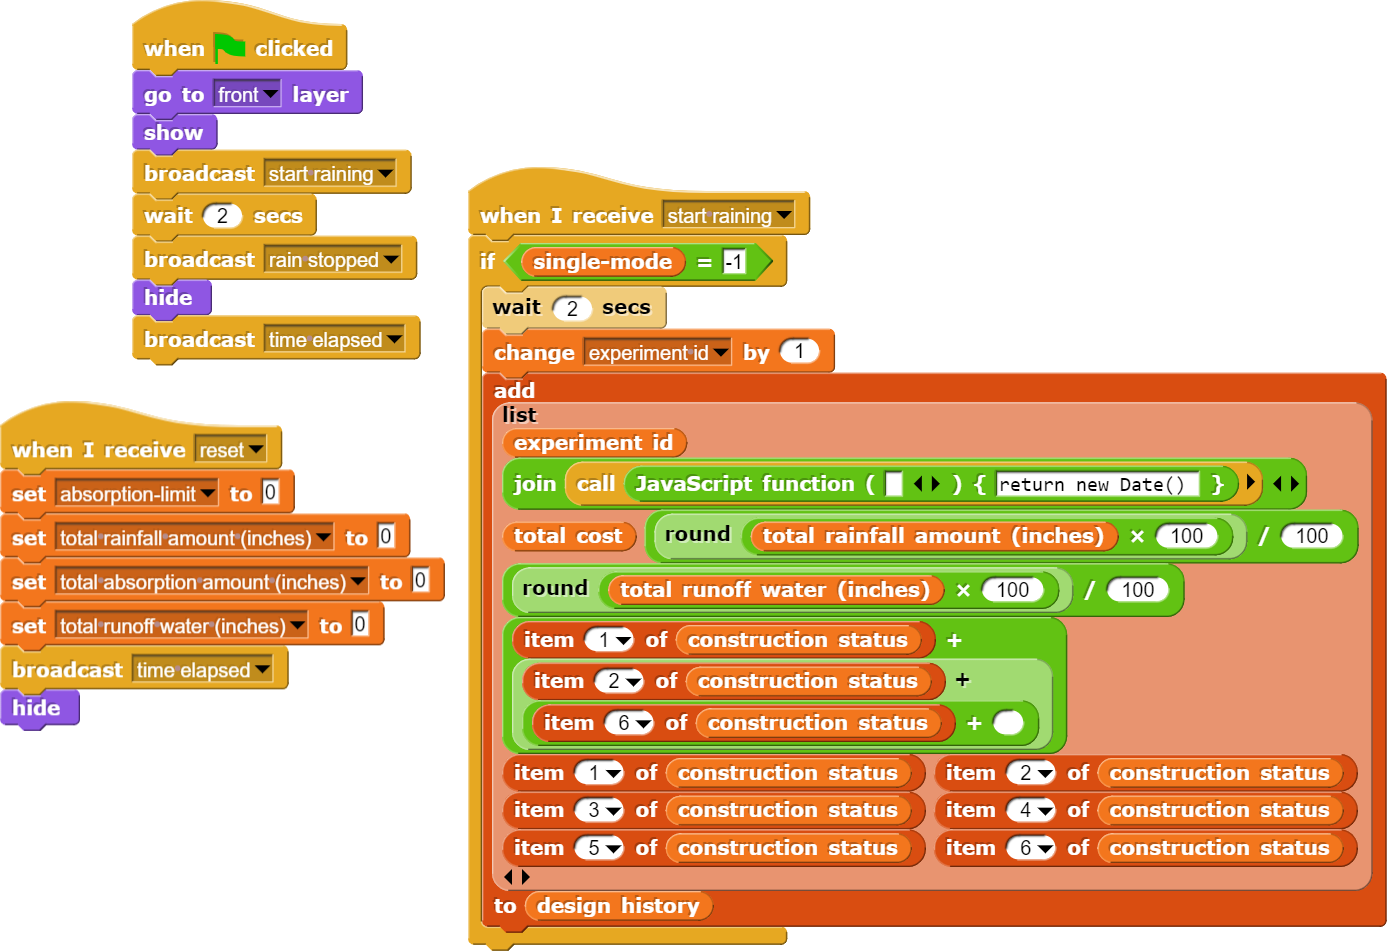 when clicked
go to front layer
show
broadcast start raining
wait 2 secs
broadcast rain stopped
hide
broadcast time elapsed
when I receive reset
set absorption-limit to 0
set total rainfall amount (inches) to 0
set total absorption amount (inches) to 0
set total runoff water (inches) to 0
broadcast time elapsed
hide
when I receive start raining
if single-mode = -1
wait 2 secs
change experiment id by 1
add
list
experiment id
join call JavaScript function ( ) { return new Date() }
total cost round total rainfall amount (inches) × 100 / 100
round total runoff water (inches) × 100 / 100
item 1 of construction status +
item 2 of construction status +
item 6 of construction status +
item 1 of construction status item 2 of construction status
item 3 of construction status item 4 of construction status
item 5 of construction status item 6 of construction status
to design history